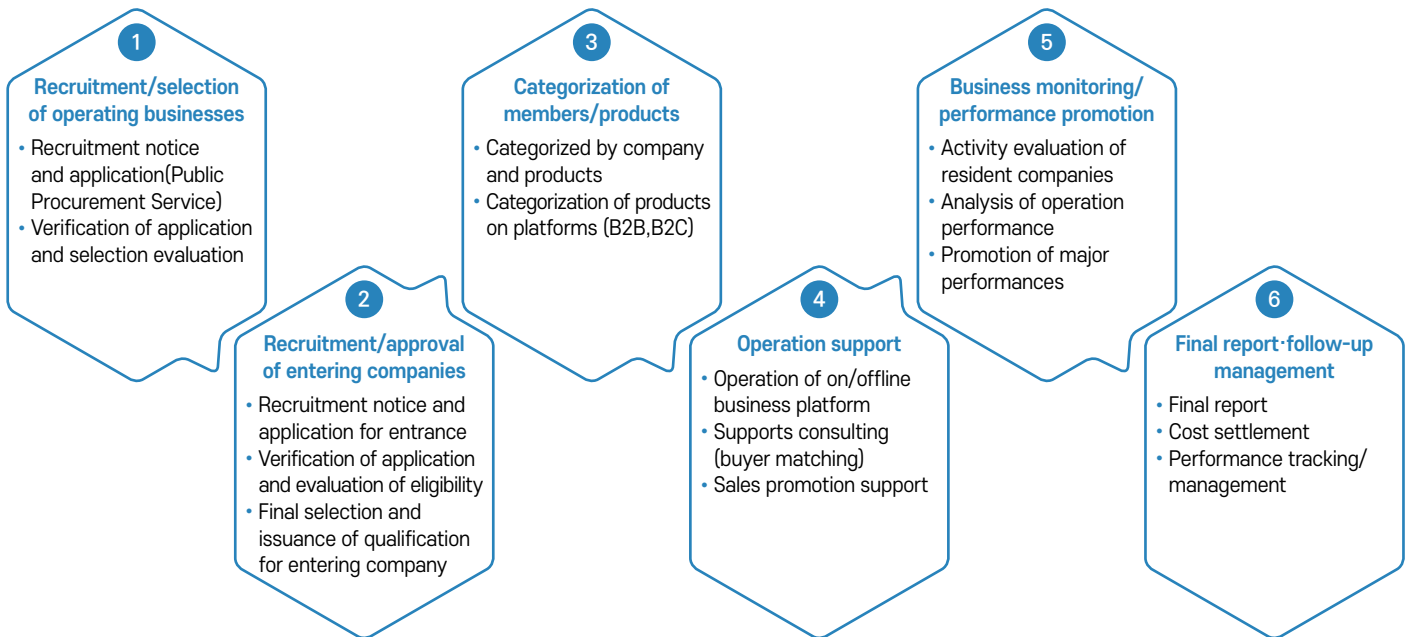 1
Recruitment/selection
of operating businesses
• Recruitment notice
and application(Public
Procurement Service)
• Verification of application
and selection evaluation
2
Recruitment/approval
of entering companies
• Recruitment notice and
application for entrance
• Verification of application
and evaluation of eligibility
• Final selection and
issuance of qualification
for entering company
3
Categorization of
members/products
• Categorized by company
and products
• Categorization of products
on platforms (B2B,B2C)
4
Operation support
• Operation of on/offline
business platform
• Supports consulting
(buyer matching)
• Sales promotion support
5
Business monitoring/
performance promotion
• Activity evaluation of
resident companies
• Analysis of operation
performance
• Promotion of major
performances
6
Final report·follow-up
management
• Final report
• Cost settlement
• Performance tracking/
management